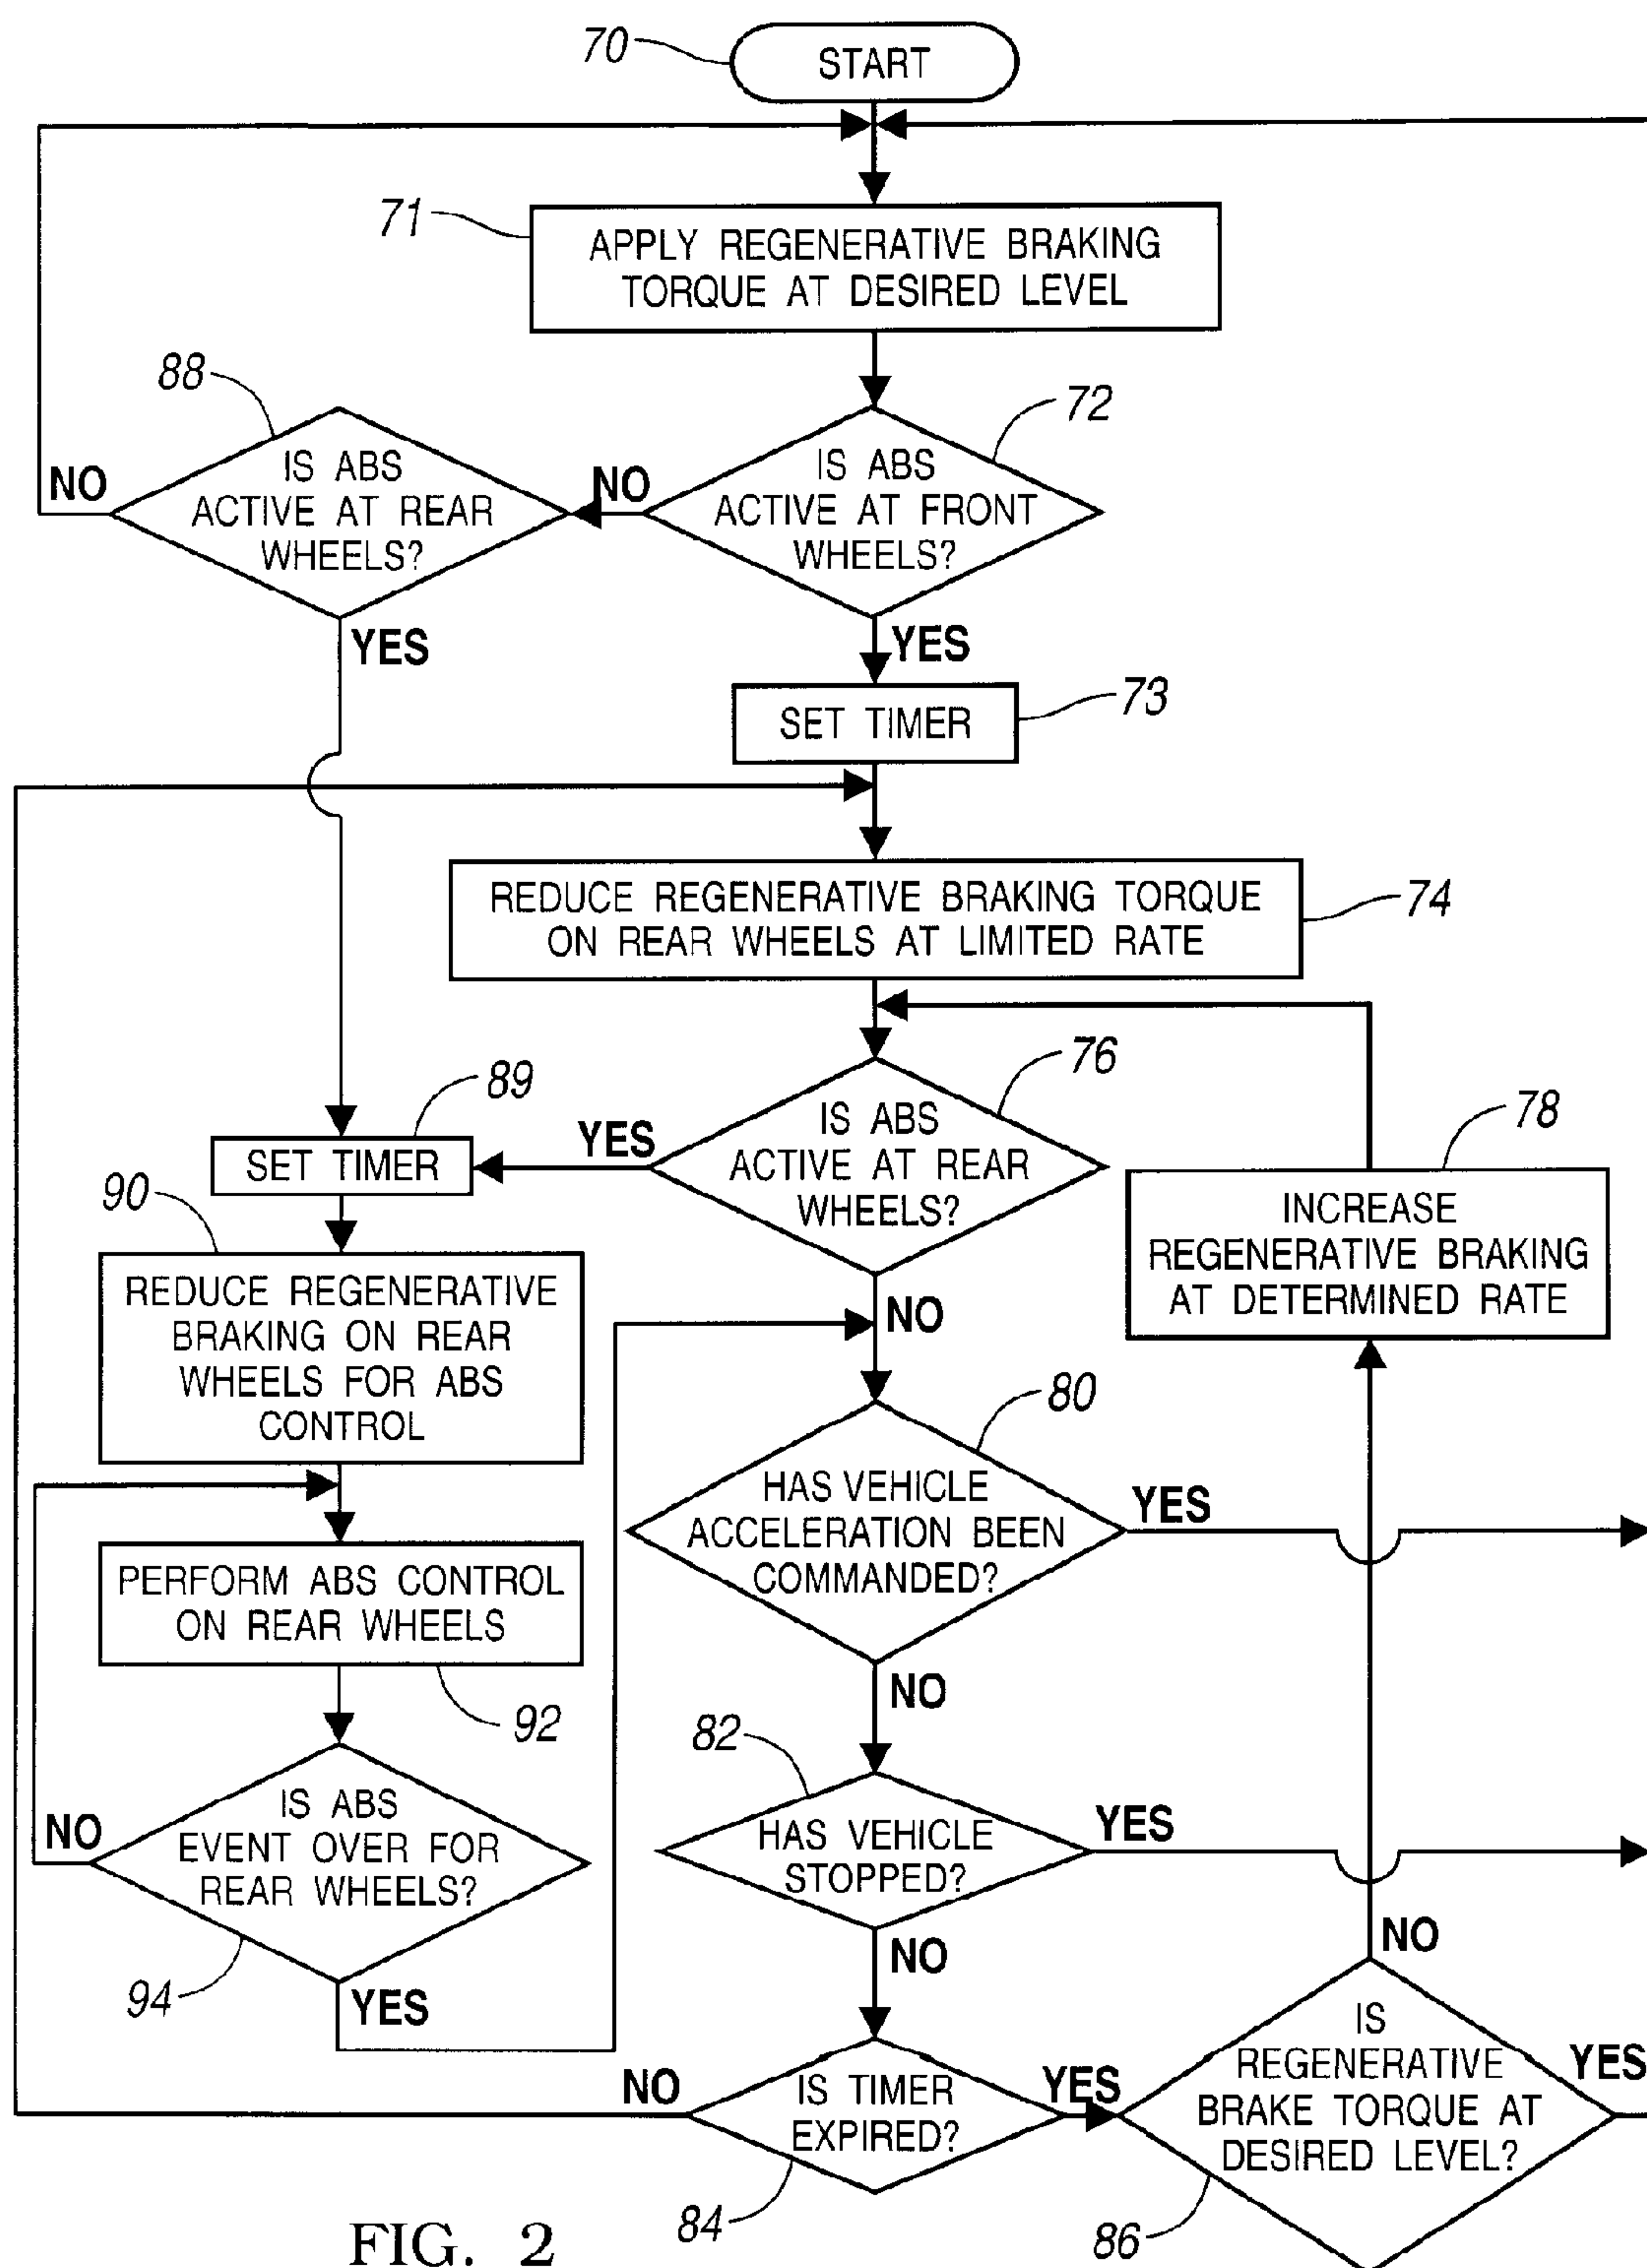 70
START
71
APPLY REGENERATIVE BRAKING
TORQUE AT DESIRED LEVEL
88
72
IS ABS
ACTIVE AT REAR
WHEELS?
NO
NO
IS ABS
ACTIVE AT FRONT
WHEELS?
YES
YES
SET TIMER
73
REDUCE REGENERATIVE BRAKING TORQUE
ON REAR WHEELS AT LIMITED RATE
74
76
IS ABS
ACTIVE AT REAR
WHEELS?
YES
89
SET TIMER
78
INCREASE
REGENERATIVE BRAKING
AT DETERMINED RATE
90
REDUCE REGENERATIVE
BRAKING ON REAR
WHEELS FOR ABS
CONTROL
NO
80
HAS VEHICLE
ACCELERATION BEEN
COMMANDED?
YES
PERFORM ABS CONTROL
ON REAR WHEELS
92
NO
82
HAS VEHICLE
STOPPED?
YES
IS ABS
EVENT OVER FOR
REAR WHEELS?
NO
94
YES
NO
NO
IS TIMER
EXPIRED?
NO
YES
84
IS
REGENERATIVE
BRAKE TORQUE AT
DESIRED LEVEL?
YES
86
FIG. 2